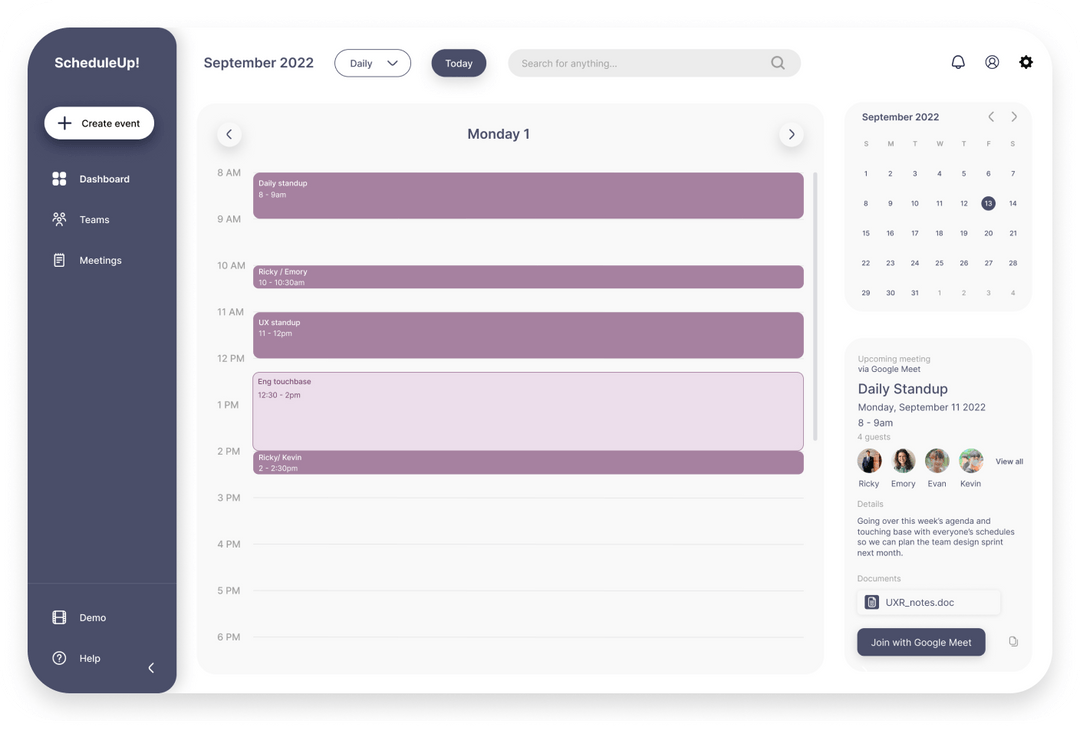 ScheduleUp!
Create event
Dashboard
Teams
Meetings
Demo
Help
September 2022
Daily
Today
Search for anything...
Monday 1
8 AM
Daily standup
8 - 9am
9 AM
10 AM
Ricky / Emory
10 - 10:30am
11 AM
UX standup
11 - 12pm
12 PM
Eng touchbase
12:30 - 2pm
1 PM
2 PM
Ricky/ Kevin
2 - 2:30pm
3 PM
4 PM
5 PM
6 PM
September 2022
S M T W T F S
1 2 3 4 5 6 7
8 9 10 11 12 13 14
15 16 17 18 19 20 21
22 23 24 25 26 27 28
29 30 31 1 2 3 4
Upcoming meeting
via Google Meet
Daily Standup
Monday, September 11 2022
8 - 9am
4 guests
View all
Ricky Emory Evan Kevin
Details
Going over this week's agenda and
touching base with everyone's schedules
so we can plan the team design sprint
next month.
Documents
UXR_notes.doc
Join with Google Meet